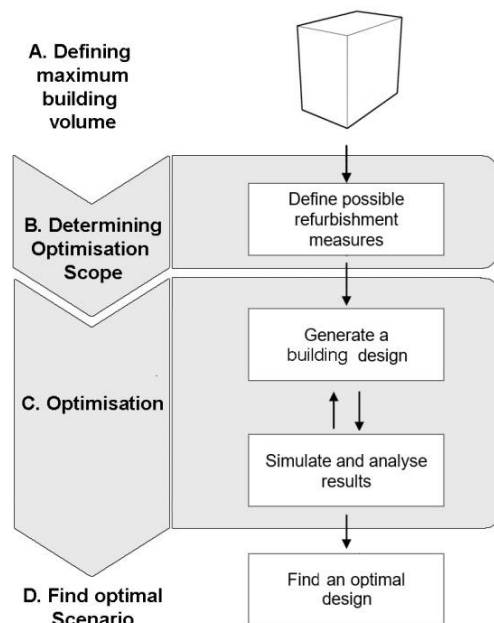 A. Defining
maximum
building
volume
B. Determining
Optimisation
Scope
Define possible
refurbishment
measures
Generate a
building design
C. Optimisation
Simulate and analyse
results
D. Find optimal
Scenario
Find an optimal
design